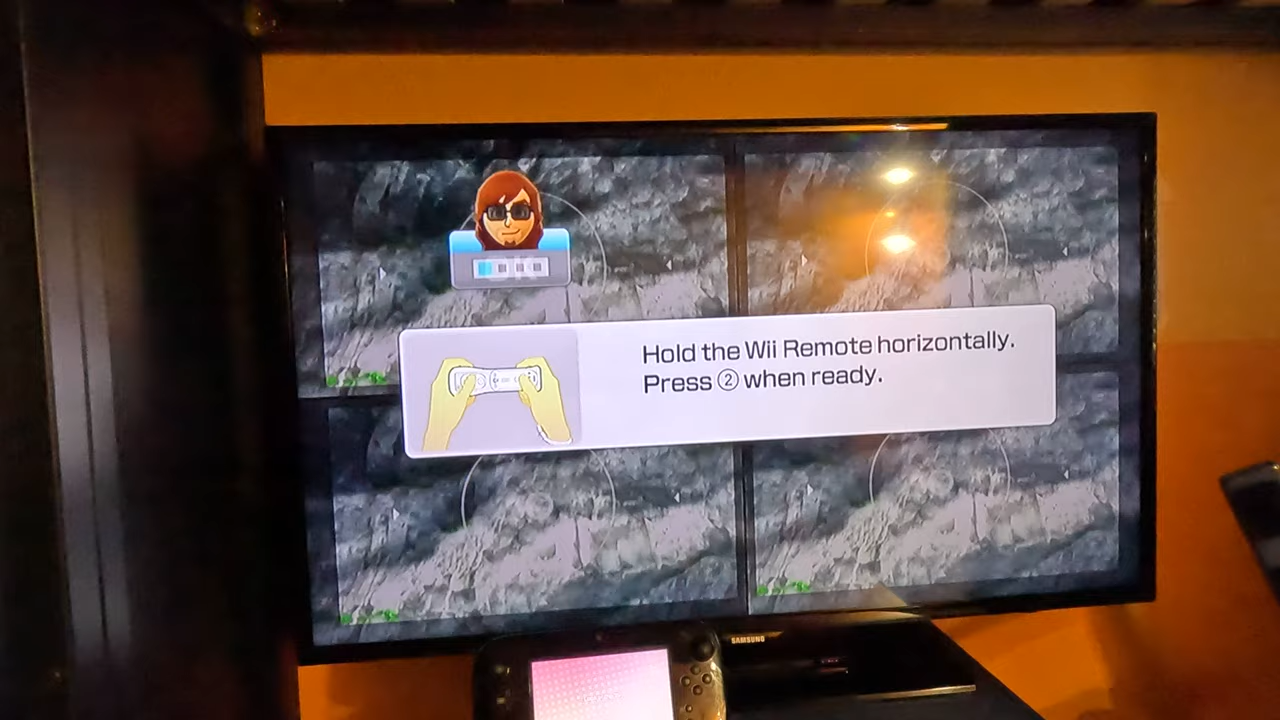 Hold the Wii Remote horizontally.
Press ② when ready.
SAMSUNG